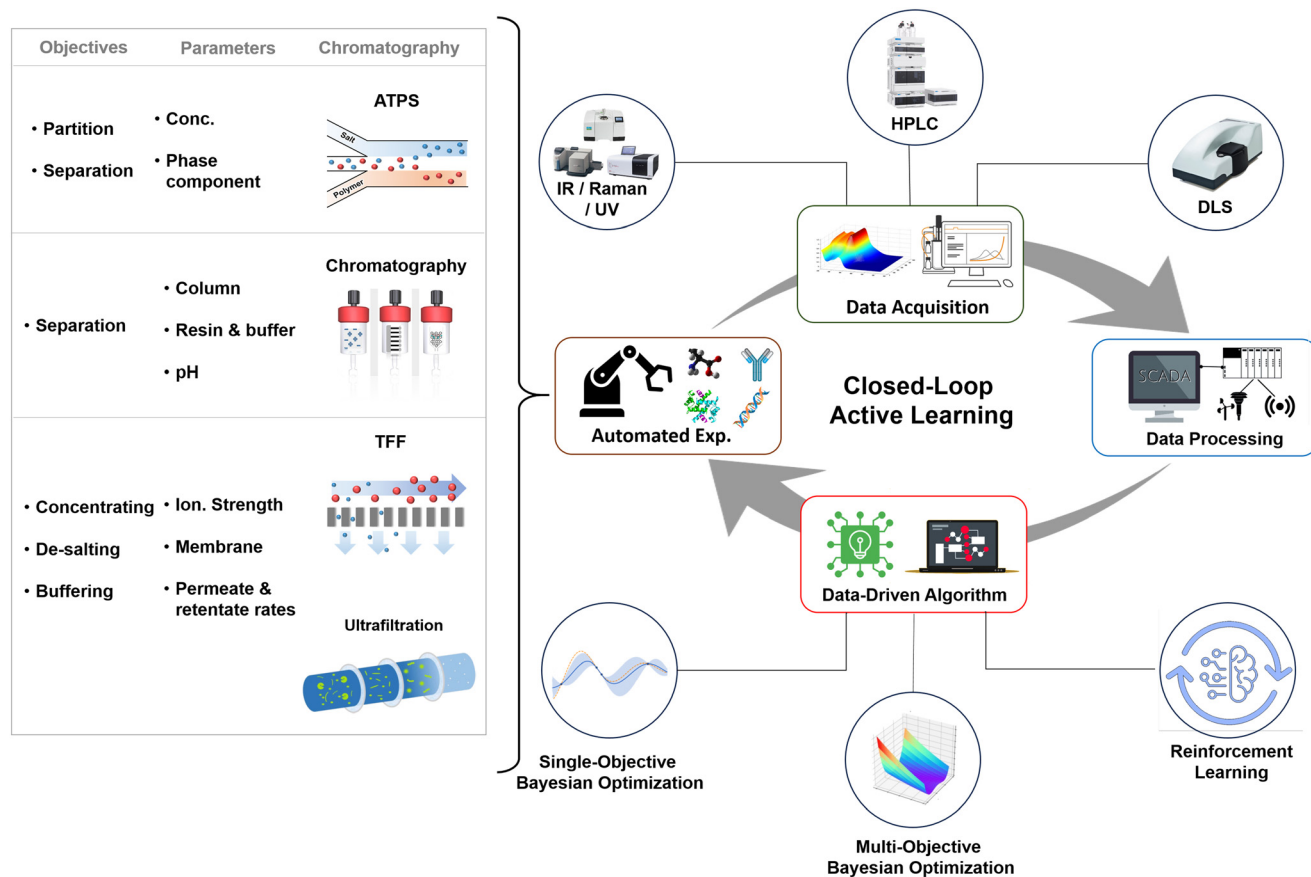 Objectives
Parameters
Chromatography
ATPS
• Partition
• Separation
• Conc.
• Phase
component
Salt
Polymer
Chromatography
• Separation
• Column
• Resin & buffer
• pH
TFF
• Concentrating
• De-salting
• Buffering
• Ion. Strength
• Membrane
• Permeate &
retentate rates
Ultrafiltration
IR / Raman
/ UV
HPLC
DLS
Data Acquisition
Automated Exp.
Closed-Loop
Active Learning
SCADA
Data Processing
Data-Driven Algorithm
Single-Objective
Bayesian Optimization
Multi-Objective
Bayesian Optimization
Reinforcement
Learning